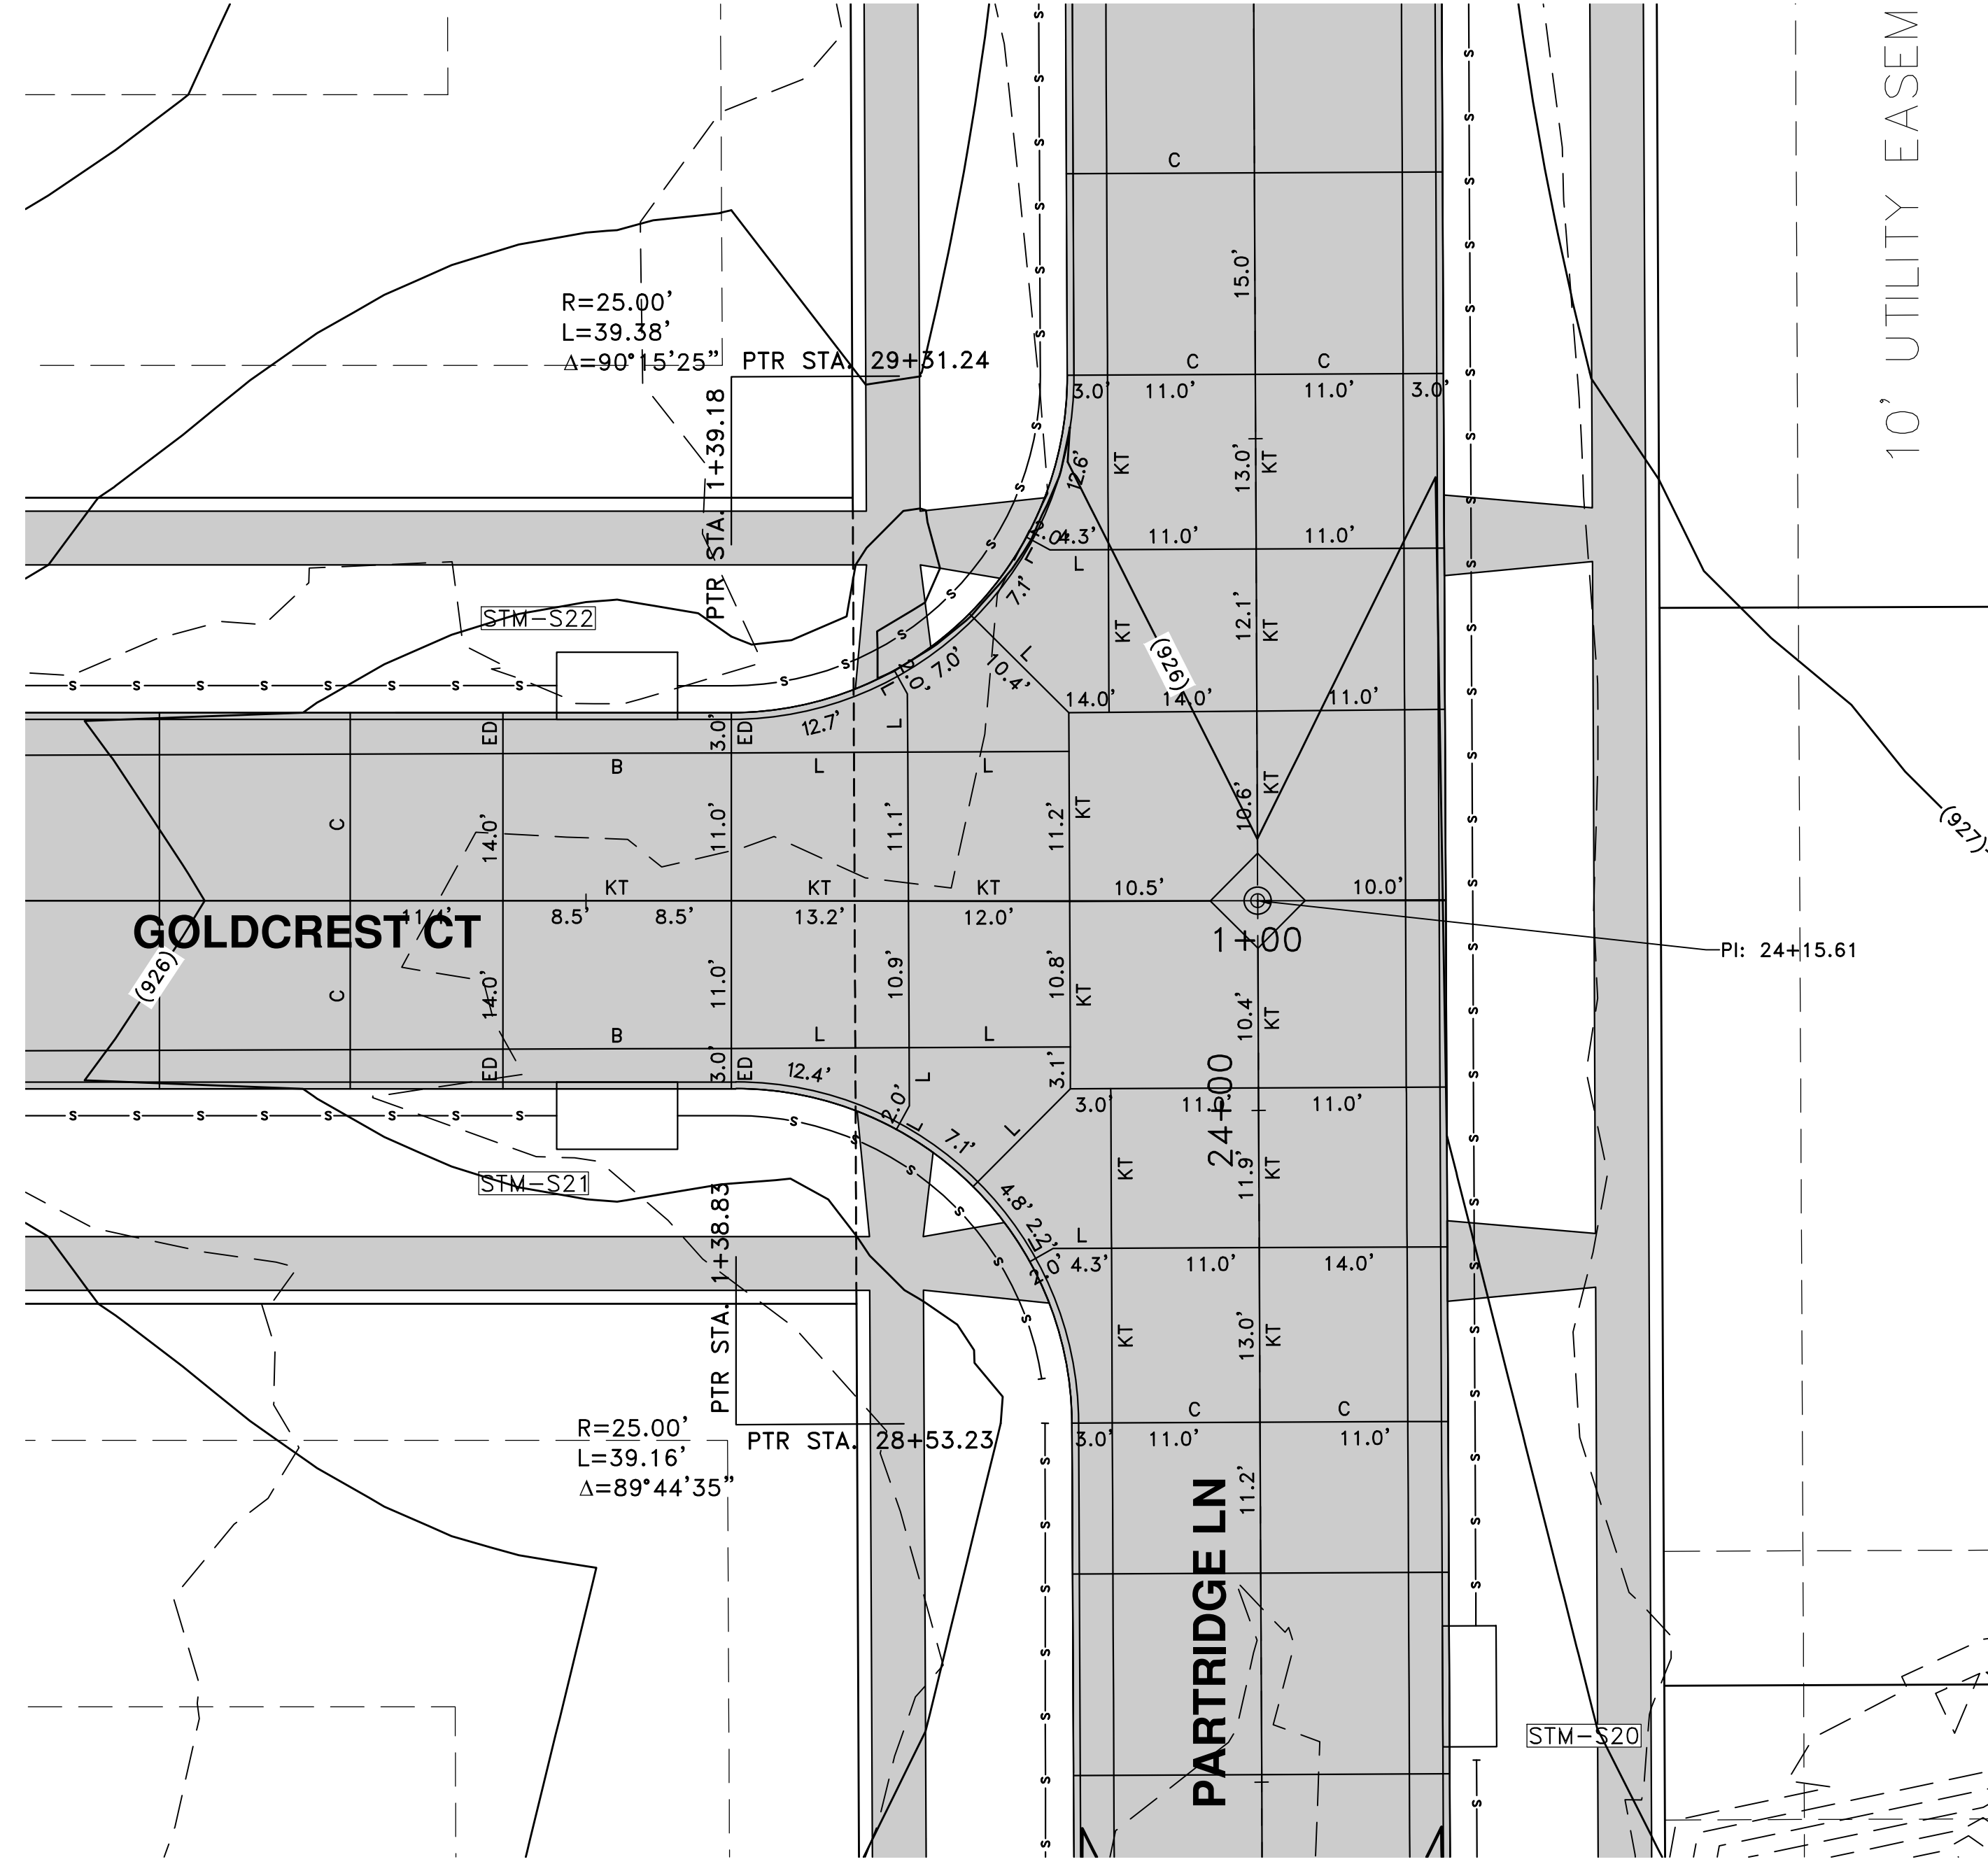 10' UTILITY EASEM
C
15.0'
R=25.00'
L=39.38'
Δ=90°15'25"
PTR STA. 29+31.24
PTR STA. 1+39.18
C
C
3.0'
11.0'
11.0'
3.0'
12.6'
KT
13.0'
KT
2.0'
4.3'
11.0'
11.0'
L
L
7.1'
KT
12.1'
KT
STM-S22
(926)
L
10.4'
7.0'
2.0'
L
14.0'
14.0'
11.0'
ED
3.0'
ED
12.7'
L
B
L
L
KT
10.6'
C
14.0'
11.0'
11.1'
11.2'
KT
(927)
KT
KT
KT
10.5'
10.0'
11.4'
8.5'
8.5'
13.2'
12.0'
GOLDCREST CT
1+00
PI: 24+15.61
(926)
C
14.0'
11.0'
10.9'
10.8'
KT
10.4'
KT
B
L
L
ED
3.0'
ED
12.4'
L
3.1'
24+00
2.0'
L
7.1'
L
3.0'
11.0'
11.0'
STM-S21
KT
11.9'
KT
4.8'
2.2'
L
L
2.0'
4.3'
11.0'
14.0'
PTR STA. 1+38.83
KT
13.0'
KT
C
C
R=25.00'
L=39.16'
Δ=89°44'35"
PTR STA. 28+53.23
3.0'
11.0'
11.0'
11.2'
PARTRIDGE LN
STM-S20
S S S S S S S S
S S S S S S S S